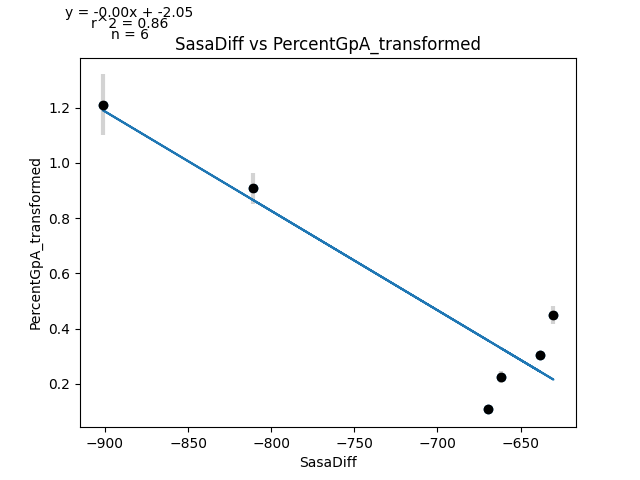 y = -0.00x + -2.05
r^2 = 0.86
n = 6
SasaDiff vs PercentGpA_transformed
PercentGpA_transformed
1.2
1.0
0.8
0.6
0.4
0.2
−900
−850
−800
−750
−700
−650
SasaDiff